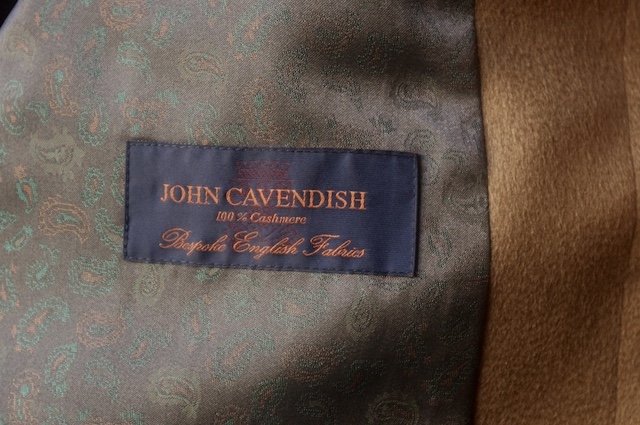 JOHN CAVENDISH
100 % Cashmere
Bespoke English Fabrics